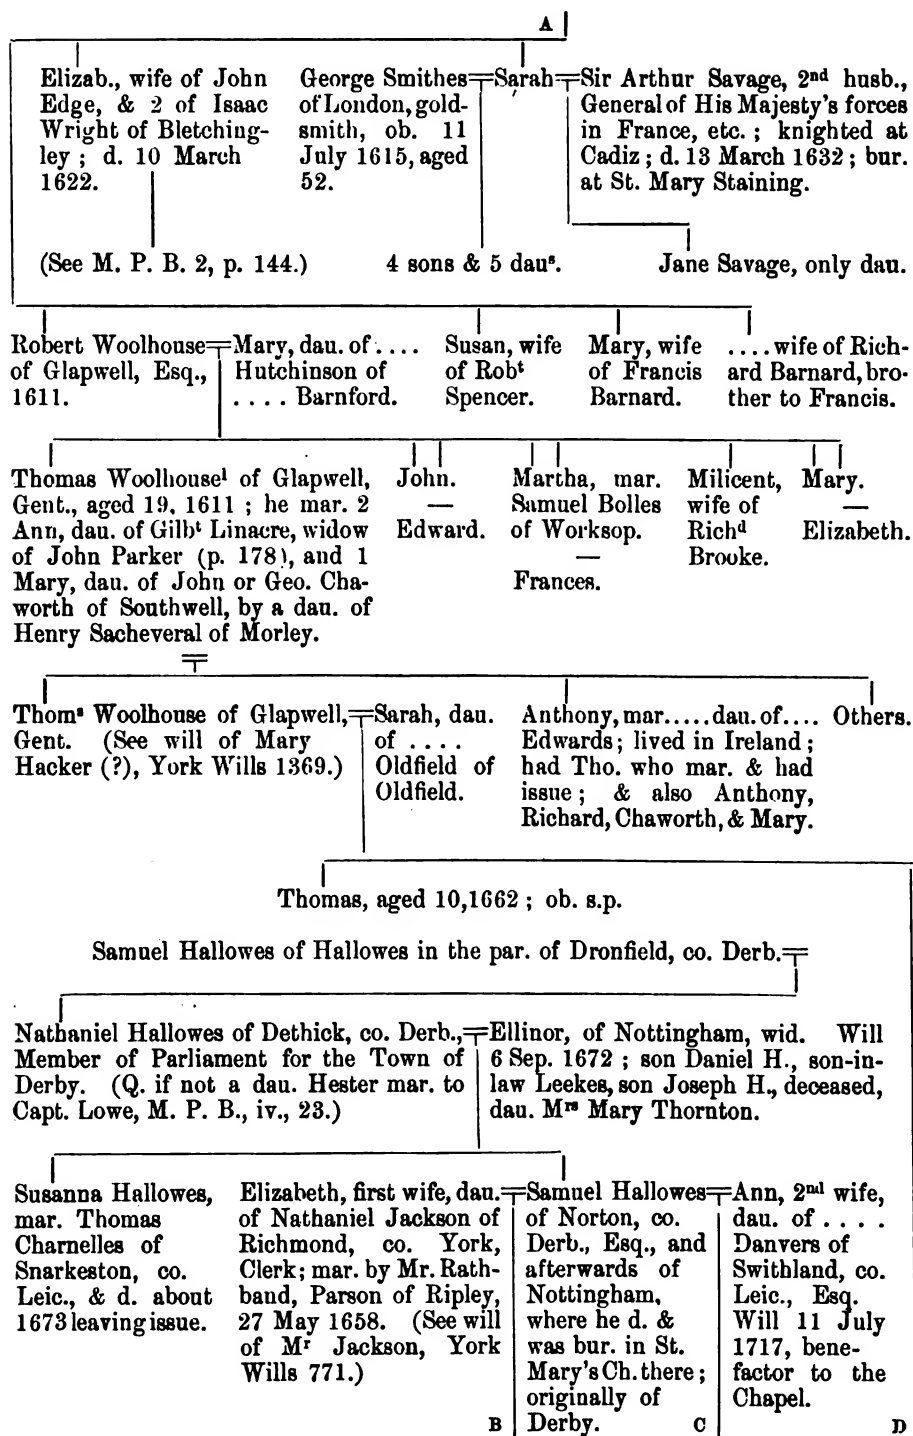 A
Elizab., wife of John
Edge, & 2 of Isaac
Wright of Bletching-
ley ; d. 10 March
1622.
George Smithes
of London, gold-
smith, ob. 11
July 1615, aged
52.
Sarah
Sir Arthur Savage, 2nd husb.,
General of His Majesty's forces
in France, etc. ; knighted at
Cadiz ; d. 13 March 1632 ; bur.
at St. Mary Staining.
(See M. P. B. 2, p. 144.)
4 sons & 5 daus.
Jane Savage, only dau.
Robert Woolhouse
of Glapwell, Esq.,
1611.
Mary, dau. of . . . .
Hutchinson of
. . . . Barnford.
Susan, wife
of Robt
Spencer.
Mary, wife
of Francis
Barnard.
. . . . wife of Rich-
ard Barnard, bro-
ther to Francis.
Thomas Woolhouse1 of Glapwell,
Gent., aged 19, 1611 ; he mar. 2
Ann, dau. of Gilbt Linacre, widow
of John Parker (p. 178), and 1
Mary, dau. of John or Geo. Cha-
worth of Southwell, by a dau. of
Henry Sacheveral of Morley.
John.
—
Edward.
Martha, mar.
Samuel Bolles
of Worksop.
—
Frances.
Milicent,
wife of
Richd
Brooke.
Mary.
—
Elizabeth.
Thoms Woolhouse of Glapwell,
Gent. (See will of Mary
Hacker (?), York Wills 1369.)
Sarah, dau.
of . . . .
Oldfield of
Oldfield.
Anthony, mar. . . . . dau. of . . . .
Edwards ; lived in Ireland ;
had Tho. who mar. & had
issue ; & also Anthony,
Richard, Chaworth, & Mary.
Others.
Thomas, aged 10,1662 ; ob. s.p.
Samuel Hallowes of Hallowes in the par. of Dronfield, co. Derb.
Nathaniel Hallowes of Dethick, co. Derb.,
Member of Parliament for the Town of
Derby. (Q. if not a dau. Hester mar. to
Capt. Lowe, M. P. B., iv., 23.)
Ellinor, of Nottingham, wid. Will
6 Sep. 1672 ; son Daniel H., son-in-
law Leekes, son Joseph H., deceased,
dau. Mrs Mary Thornton.
Susanna Hallowes,
mar. Thomas
Charnelles of
Snarkeston, co.
Leic., & d. about
1673 leaving issue.
Elizabeth, first wife, dau.
of Nathaniel Jackson of
Richmond, co. York,
Clerk ; mar. by Mr. Rath-
band, Parson of Ripley,
27 May 1658. (See will
of Mr Jackson, York
Wills 771.)
B
Samuel Hallowes
of Norton, co.
Derb., Esq., and
afterwards of
Nottingham,
where he d. &
was bur. in St.
Mary's Ch. there ;
originally of
Derby.
C
Ann, 2nd wife,
dau. of . . . .
Danvers of
Swithland, co.
Leic., Esq.
Will 11 July
1717, bene-
factor to the
Chapel.
D